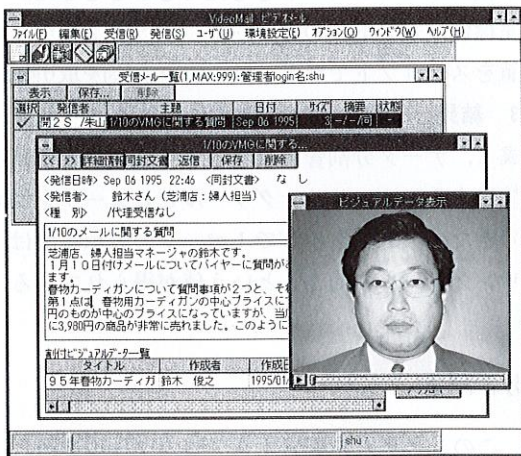 VideoMail ビデオメール
ファイル(F) 編集(E) 受信(R) 発信(S) ユーザ(U) 環境設定(E) オプション(O) ウィンドウ(W) ヘルプ(H)
受信メール一覧(1,MAX:999):管理者login名:shu
表示 保存... 削除
選択 発信者 主題 日付 サイズ 摘要 状態
開2S /朱山 1/10のVMGに関する質問 Sep 06 1995 3 -/-/同 -
1/10のVMGに関する...
<< >> 詳細情報 同封文書 返信 保存 削除
<発信日時> Sep 06 1995 22:46 <同封文書> な し
<発信者> 鈴木さん (芝浦店:婦人担当)
<種 別> /代理受信なし
1/10のメールに関する質問
芝浦店、婦人担当マネージャの鈴木です。
1月10日付けメールについてバイヤーに質問が
ます。
春物カーディガンについて質問事項が2つと、そ
第1点は、春物用カーディガンの中心プライスに
円のものが中心のプライスになっていますが、当
に3,980円の商品が非常に売れました。このように
割付ビジュアルデータ一覧
タイトル 作成者 作成日
95年春物カーディガ 鈴木 俊之 1995/01/
ビジュアルデータ表示
shu